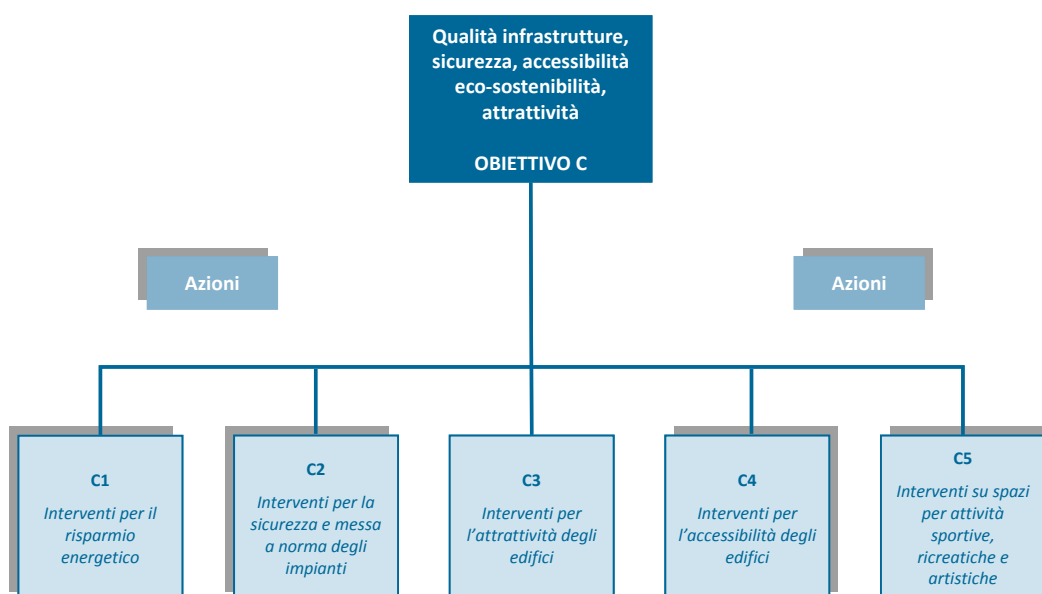 Qualità infrastrutture,
sicurezza, accessibilità
eco-sostenibilità,
attrattività
OBIETTIVO C
Azioni
Azioni
C1
Interventi per il
risparmio
energetico
C2
Interventi per la
sicurezza e messa
a norma degli
impianti
C3
Interventi per
l’attrattività degli
edifici
C4
Interventi per
l’accessibilità degli
edifici
C5
Interventi su spazi
per attività
sportive,
ricreatiche e
artistiche